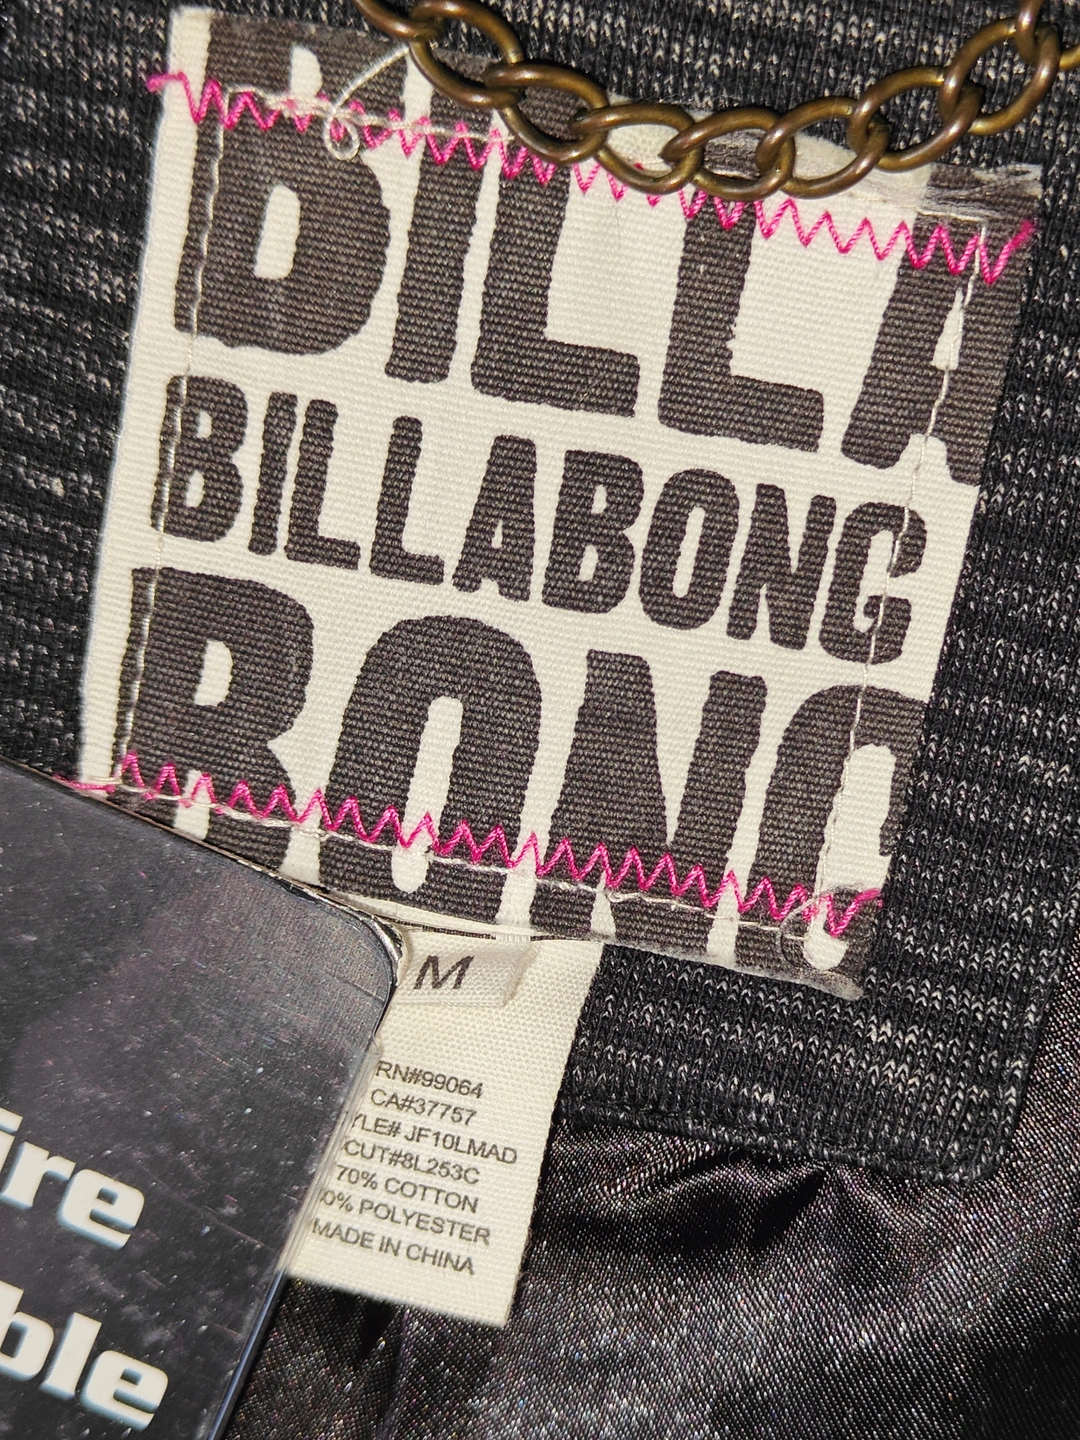 BILLA
BILLABONG
BONG
M
RN#99064
CA#37757
YLE# JF10LMAD
CUT#8L253C
70% COTTON
0% POLYESTER
MADE IN CHINA
ire
ble